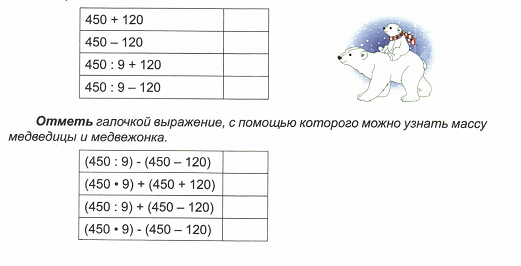 450 + 120
450 – 120
450 : 9 + 120
450 : 9 – 120
Отметь галочкой выражение, с помощью которого можно узнать массу
медведицы и медвежонка.
(450 : 9) - (450 – 120)
(450 • 9) + (450 + 120)
(450 : 9) + (450 – 120)
(450 • 9) - (450 – 120)